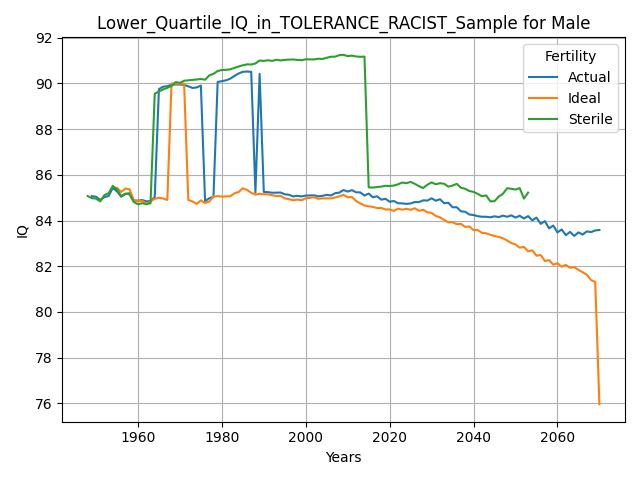 Lower_Quartile_IQ_in_TOLERANCE_RACIST_Sample for Male
Fertility
Actual
Ideal
Sterile
IQ
92
90
88
86
84
82
80
78
76
1960
1980
2000
2020
2040
2060
Years